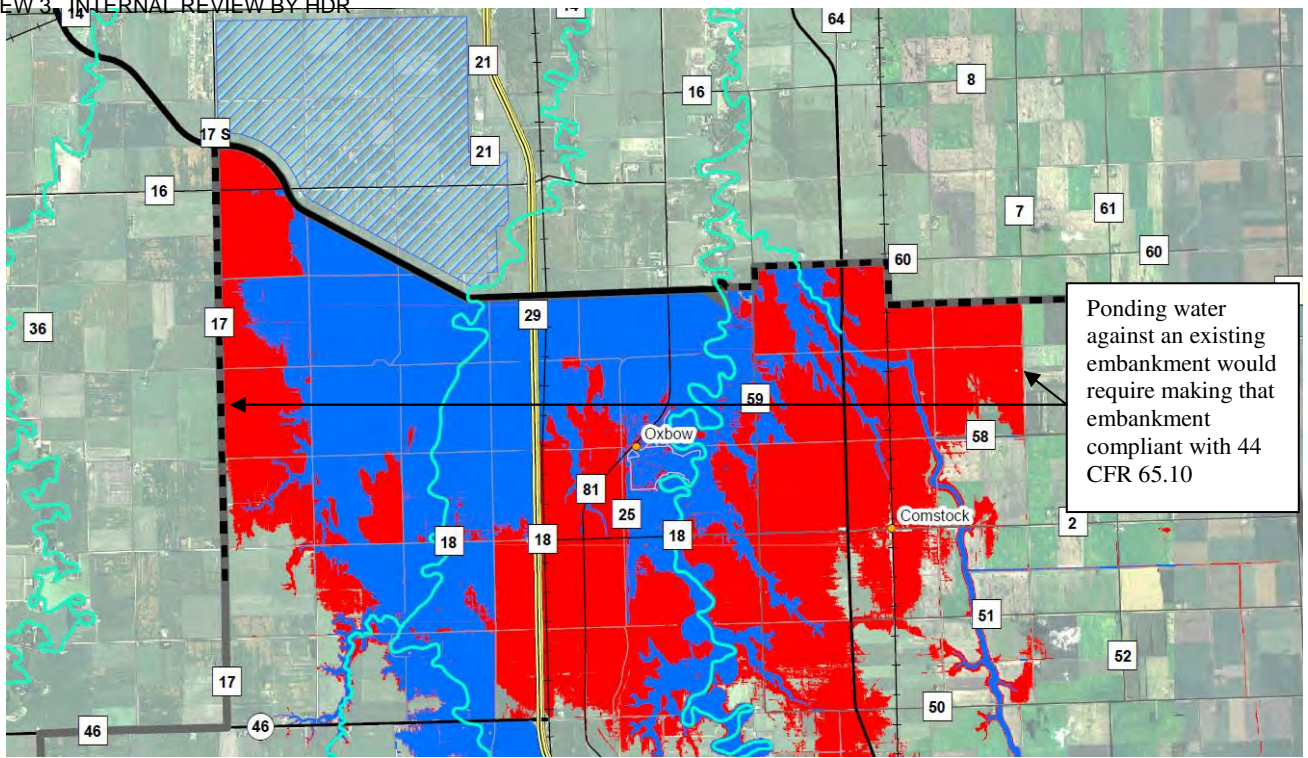 EW 3. INTERNAL REVIEW BY HDR
14
14
64
21
8
16
17 S
21
16
7
61
60
60
36
17
29
59
Oxbow
58
81
25
Comstock
18
18
18
2
51
17
52
50
46
46
Ponding water
against an existing
embankment would
require making that
embankment
compliant with 44
CFR 65.10